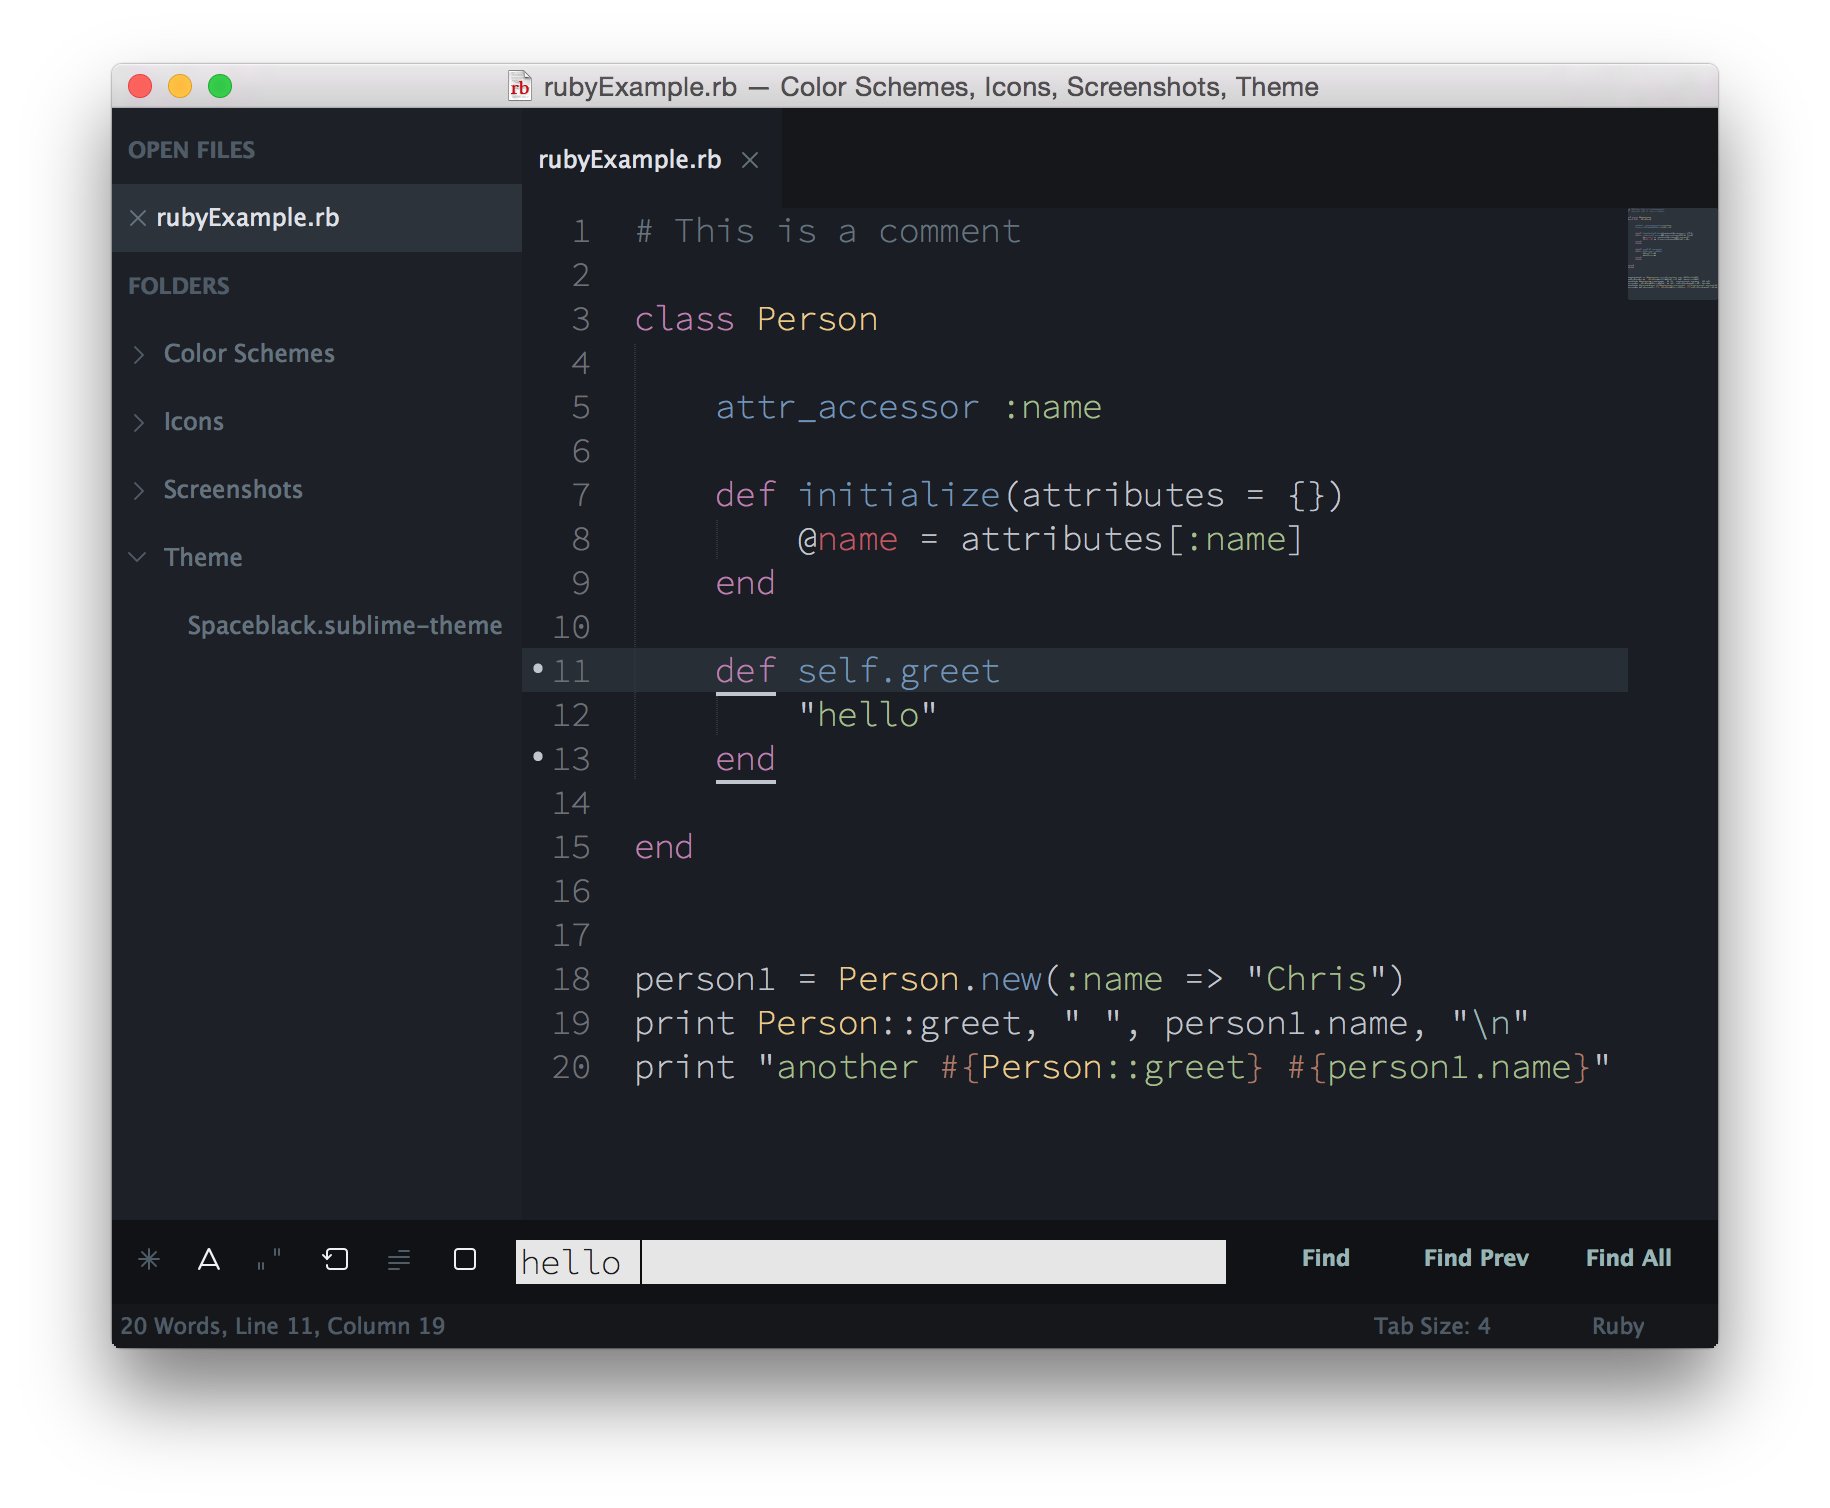 rb rubyExample.rb — Color Schemes, Icons, Screenshots, Theme
OPEN FILES
rubyExample.rb
FOLDERS
Color Schemes
Icons
Screenshots
Theme
Spaceblack.sublime-theme
rubyExample.rb
1 # This is a comment
2
3 class Person
4
5     attr_accessor :name
6
7     def initialize(attributes = {})
8         @name = attributes[:name]
9     end
10
11     def self.greet
12         "hello"
13     end
14
15 end
16
17
18 person1 = Person.new(:name => "Chris")
19 print Person::greet, " ", person1.name, "\n"
20 print "another #{Person::greet} #{person1.name}"
hello
Find Find Prev Find All
20 Words, Line 11, Column 19 Tab Size: 4 Ruby